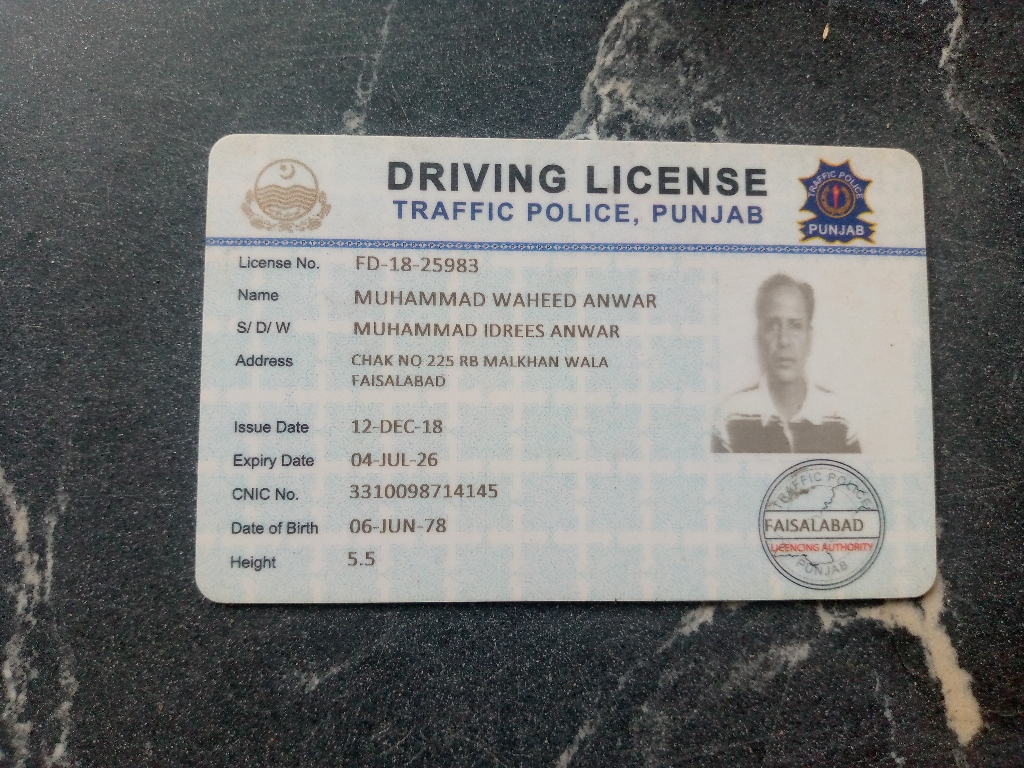 DRIVING LICENSE
TRAFFIC POLICE, PUNJAB
TRAFFIC POLICE
PUNJAB
License No. FD-18-25983
Name MUHAMMAD WAHEED ANWAR
S/ D/ W MUHAMMAD IDREES ANWAR
Address CHAK NO 225 RB MALKHAN WALA
FAISALABAD
Issue Date 12-DEC-18
Expiry Date 04-JUL-26
CNIC No. 3310098714145
Date of Birth 06-JUN-78
Height 5.5
TRAFFIC POLICE
FAISALABAD
LICENCING AUTHORITY
PUNJAB